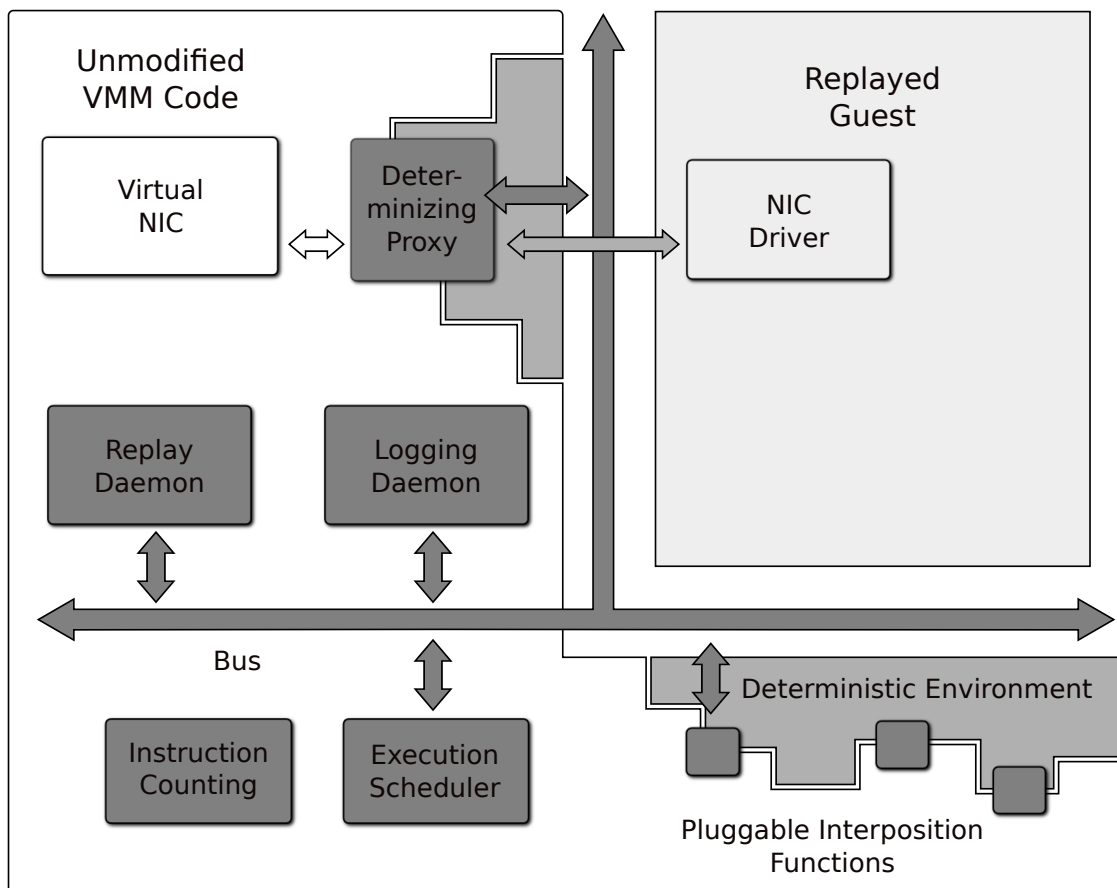 Unmodified
VMM Code
Replayed
Guest
Virtual
NIC
Deter-
minizing
Proxy
NIC
Driver
Replay
Daemon
Logging
Daemon
Bus
Deterministic Environment
Instruction
Counting
Execution
Scheduler
Pluggable Interposition
Functions